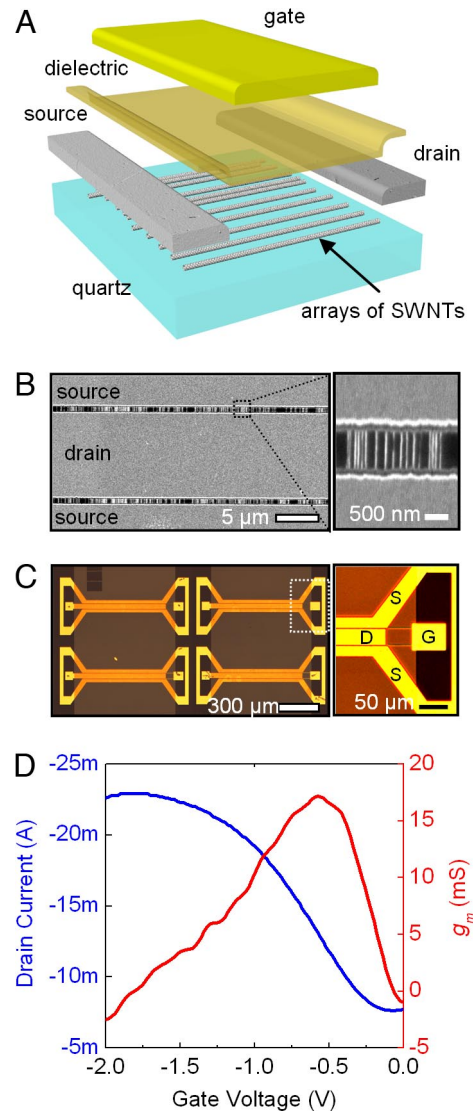 A
gate
dielectric
source
drain
quartz
arrays of SWNTs
B
source
drain
source
5 µm
500 nm
C
300 µm
S
D
G
S
50 µm
D
-25m
-20m
-15m
-10m
-5m
Drain Current (A)
20
15
10
5
0
-5
gm (mS)
-2.0 -1.5 -1.0 -0.5 0.0
Gate Voltage (V)